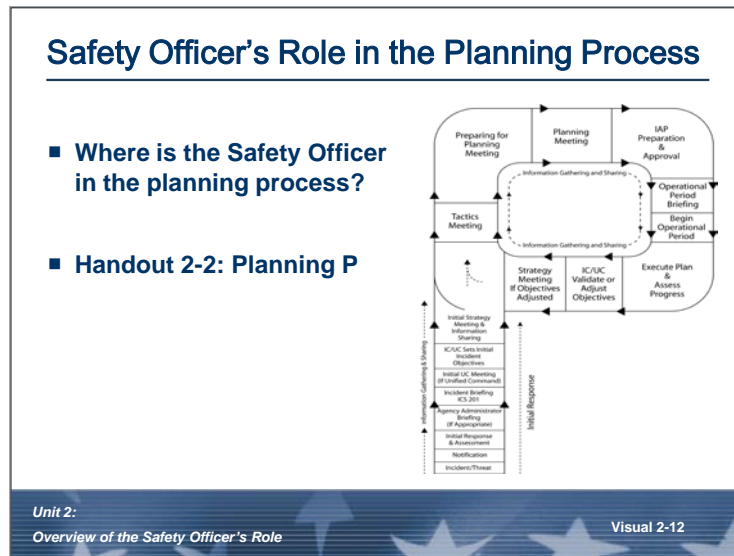 Safety Officer’s Role in the Planning Process
■ Where is the Safety Officer
in the planning process?
■ Handout 2-2: Planning P
Preparing for
Planning
Meeting
Planning
Meeting
IAP
Preparation
&
Approval
Information Gathering and Sharing
Tactics
Meeting
Operational
Period
Briefing
Begin
Operational
Period
Information Gathering and Sharing
Strategy
Meeting
If Objectives
Adjusted
IC/UC
Validate or
Adjust
Objectives
Execute Plan
&
Assess
Progress
Initial Strategy
Meeting &
Information
Sharing
IC/UC Sets Initial
Incident
Objectives
Initial UC Meeting
(If Unified Command)
Incident Briefing
ICS 201
Agency Administrator
Briefing
(If Appropriate)
Initial Response
& Assessment
Notification
Incident/Threat
Information Gathering & Sharing
Initial Response
Unit 2:
Overview of the Safety Officer’s Role
Visual 2-12